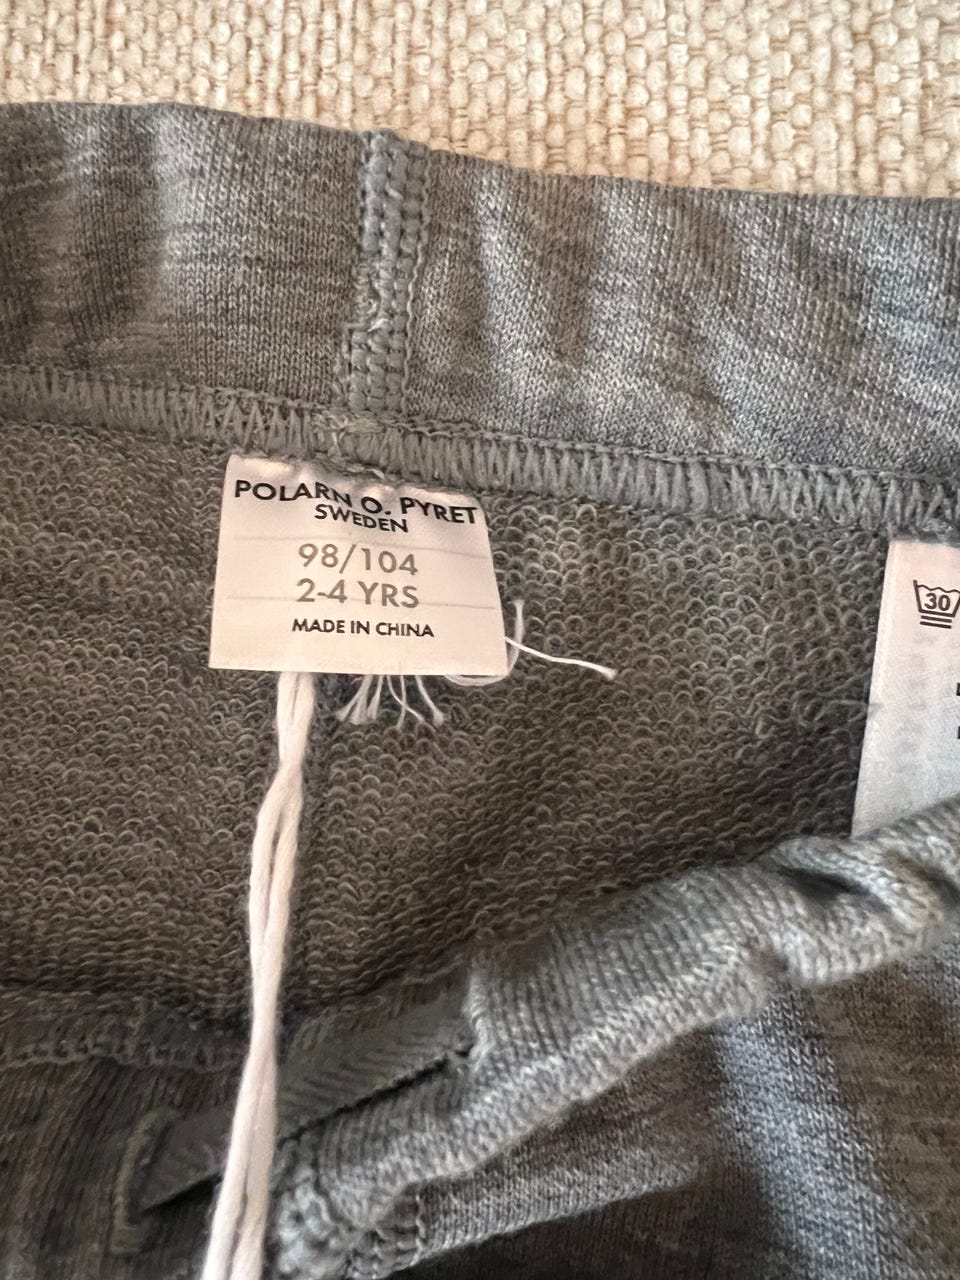 POLARN O. PYRET
SWEDEN
98/104
2-4 YRS
MADE IN CHINA
30